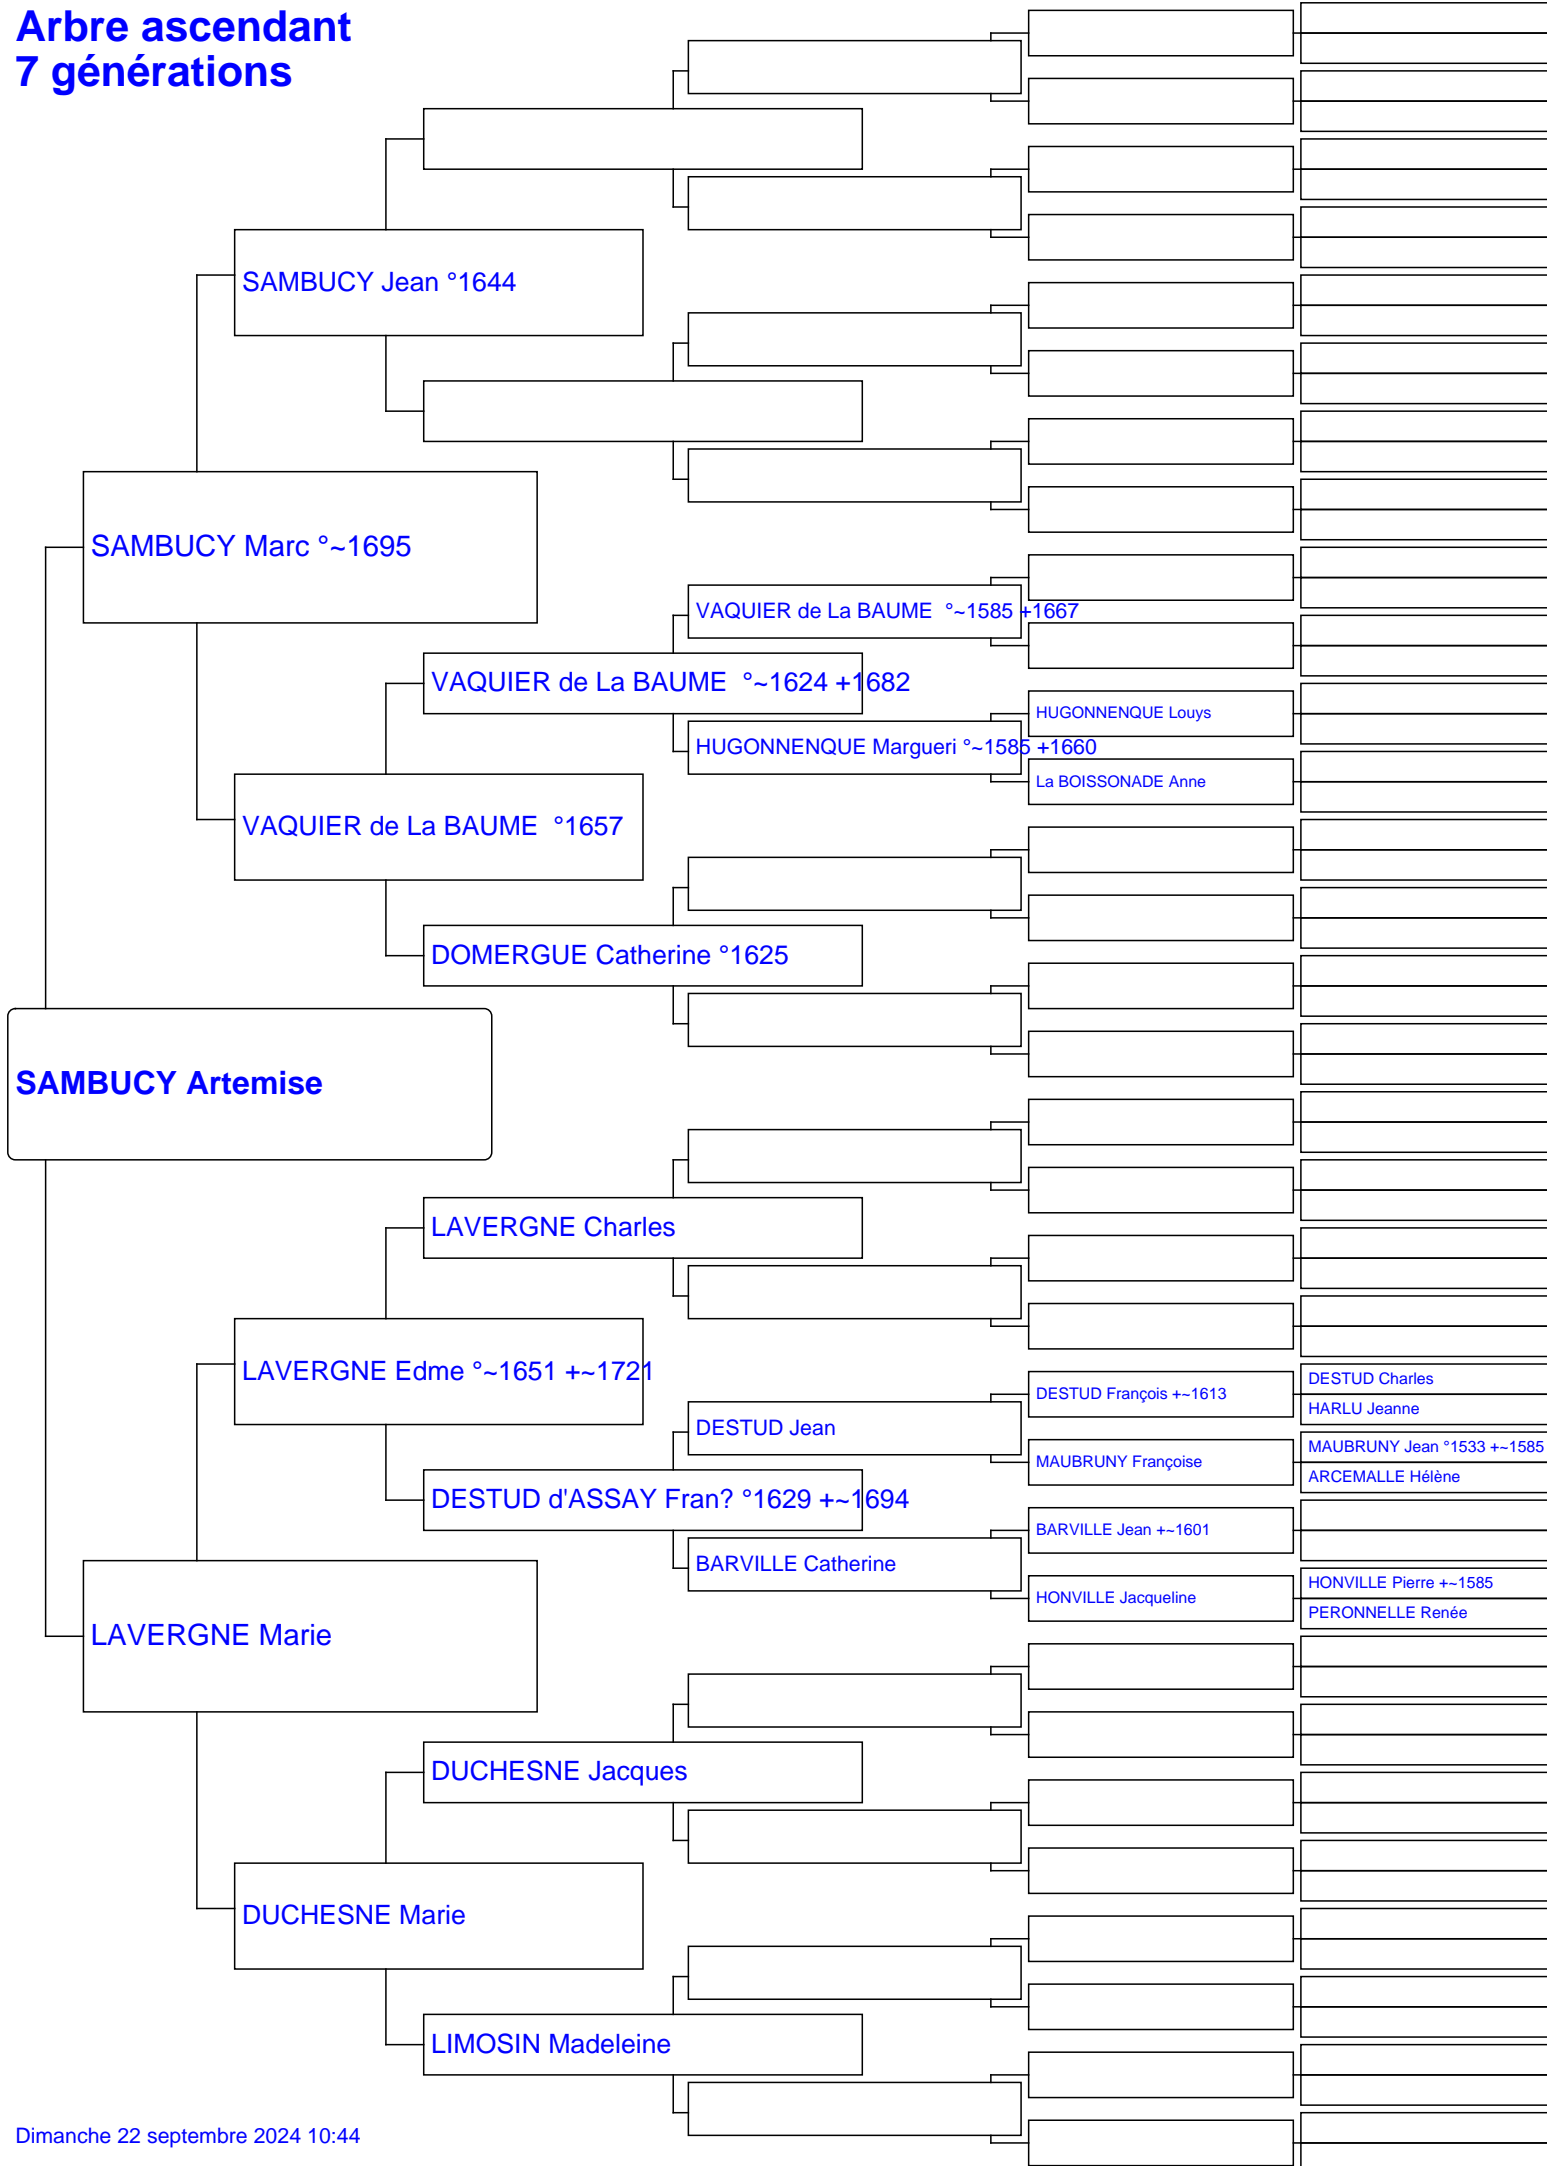 Arbre ascendant
7 générations
SAMBUCY Jean °1644
SAMBUCY Marc °~1695
VAQUIER de La BAUME  °~1585 +1667
VAQUIER de La BAUME  °~1624 +1682
HUGONNENQUE Louys
HUGONNENQUE Margueri °~1585 +1660
La BOISSONADE Anne
VAQUIER de La BAUME  °1657
DOMERGUE Catherine °1625
SAMBUCY Artemise
LAVERGNE Charles
LAVERGNE Edme °~1651 +~1721
DESTUD Charles
DESTUD François +~1613
HARLU Jeanne
DESTUD Jean
MAUBRUNY Jean °1533 +~1585
MAUBRUNY Françoise
ARCEMALLE Hélène
DESTUD d'ASSAY Fran? °1629 +~1694
BARVILLE Jean +~1601
BARVILLE Catherine
HONVILLE Pierre +~1585
HONVILLE Jacqueline
PERONNELLE Renée
LAVERGNE Marie
DUCHESNE Jacques
DUCHESNE Marie
LIMOSIN Madeleine
Dimanche 22 septembre 2024 10:44